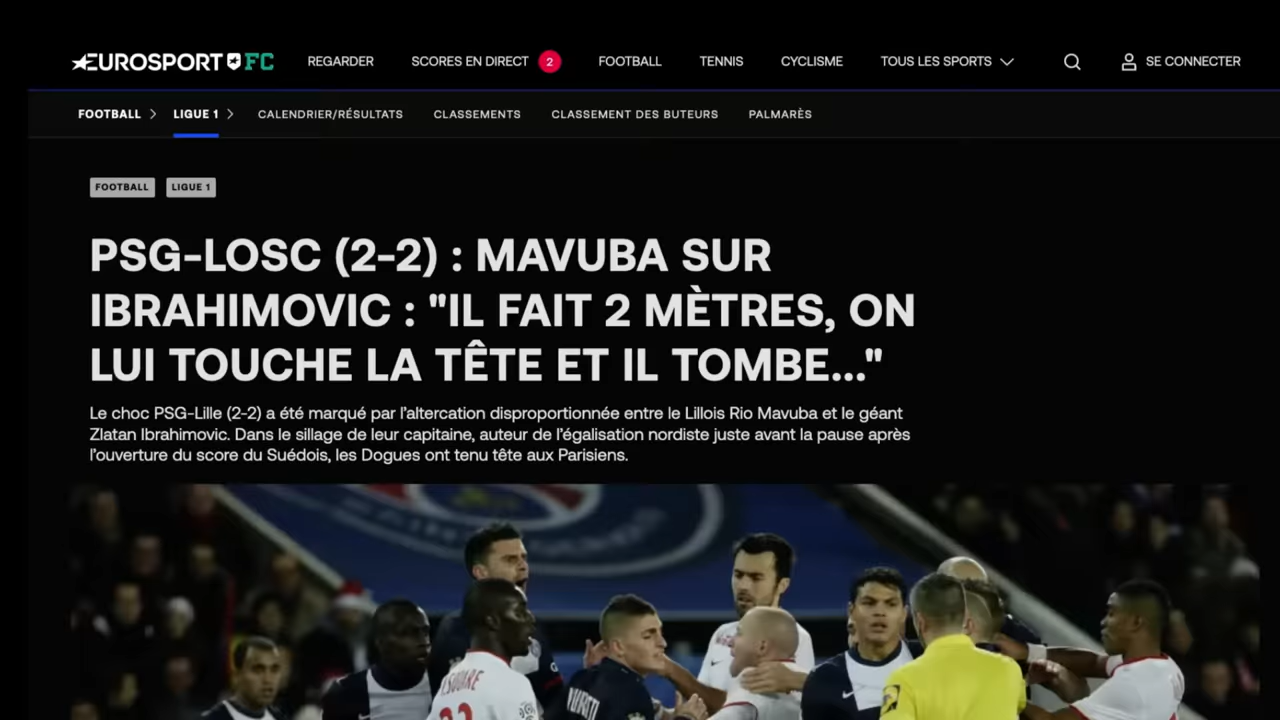 EUROSPORT FC
REGARDER
SCORES EN DIRECT 2
FOOTBALL
TENNIS
CYCLISME
TOUS LES SPORTS
SE CONNECTER
FOOTBALL
LIGUE 1
CALENDRIER/RÉSULTATS
CLASSEMENTS
CLASSEMENT DES BUTEURS
PALMARÈS
FOOTBALL
LIGUE 1
PSG-LOSC (2-2) : MAVUBA SUR
IBRAHIMOVIC : "IL FAIT 2 MÈTRES, ON
LUI TOUCHE LA TÊTE ET IL TOMBE..."
Le choc PSG-Lille (2-2) a été marqué par l’altercation disproportionnée entre le Lillois Rio Mavuba et le géant
Zlatan Ibrahimovic. Dans le sillage de leur capitaine, auteur de l’égalisation nordiste juste avant la pause après
l’ouverture du score du Suédois, les Dogues ont tenu tête aux Parisiens.